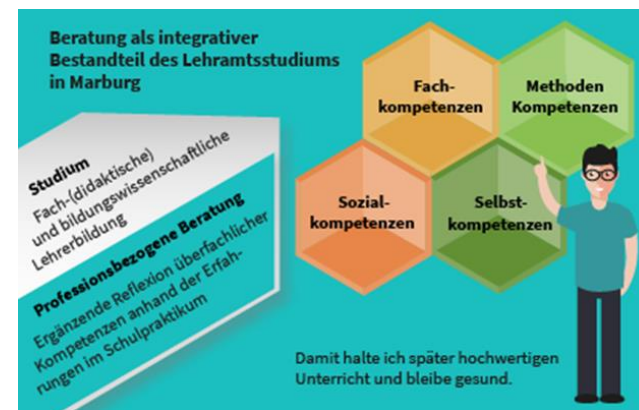 Beratung als integrativer
Bestandteil des Lehramtsstudiums
in Marburg
Studium
Fach-(didaktische)
und bildungswissenschaftliche
Lehrerbildung
Professionsbezogene Beratung
Ergänzende Reflexion überfachlicher
Kompetenzen anhand der Erfah-
rungen im Schulpraktikum
Fach-
kompetenzen
Methoden
Kompetenzen
Sozial-
kompetenzen
Selbst-
kompetenzen
Damit halte ich später hochwertigen
Unterricht und bleibe gesund.